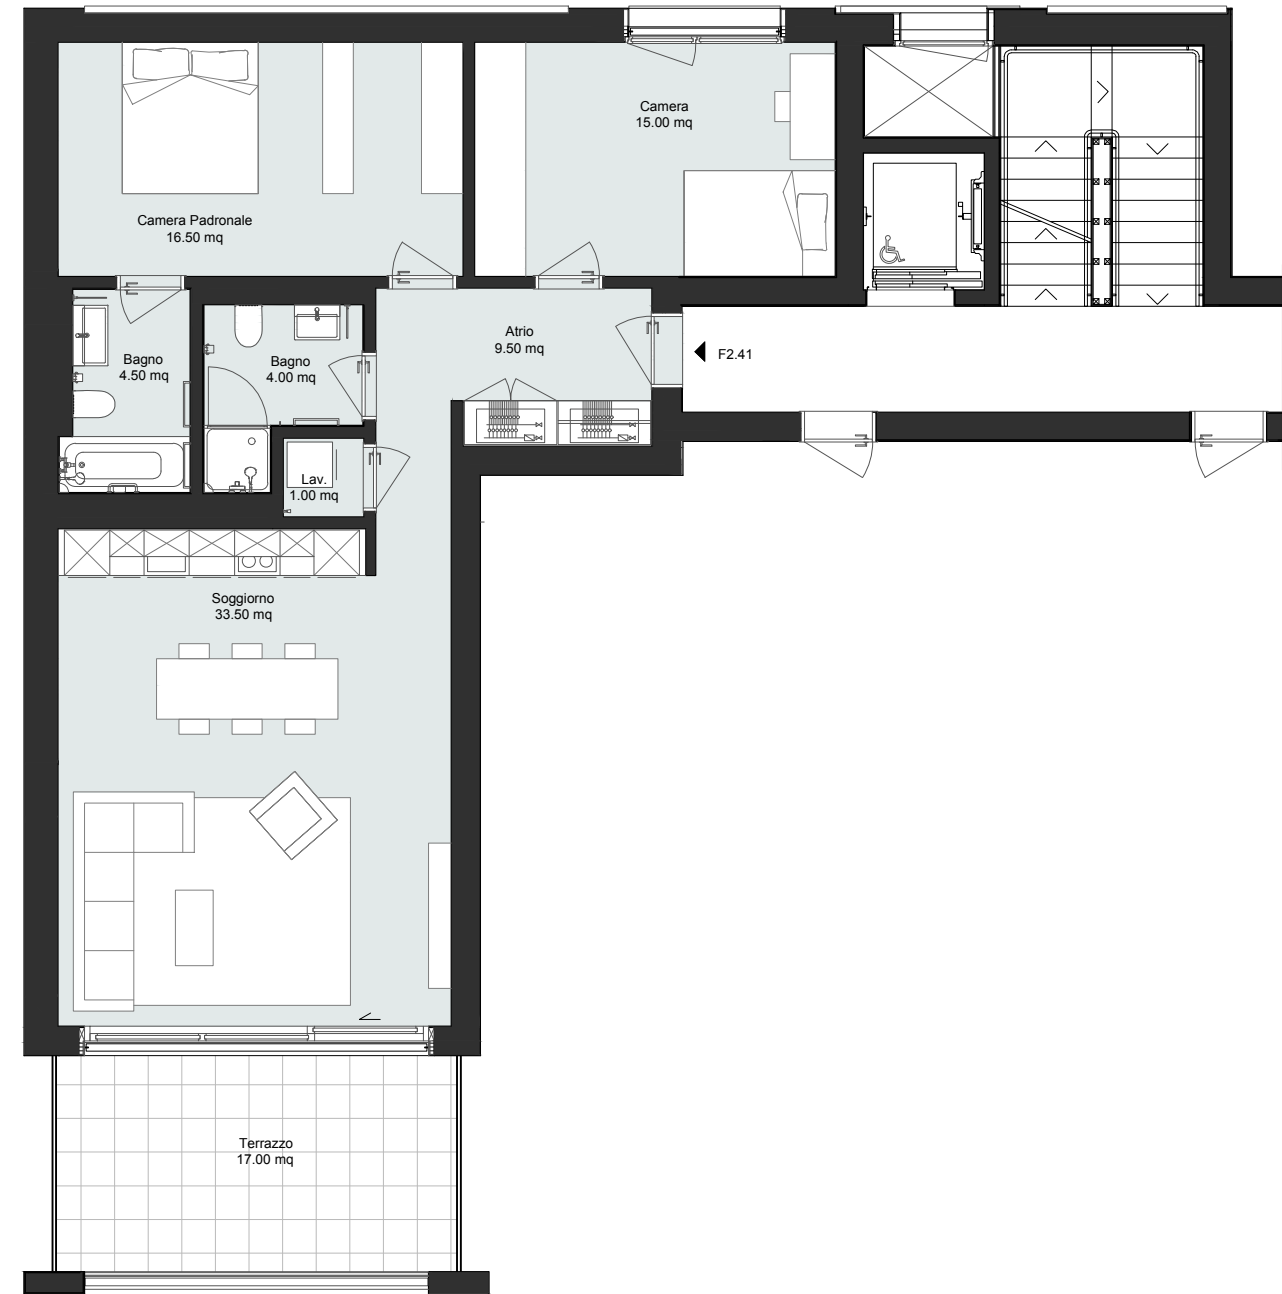 Camera
15.00 mq
Camera Padronale
16.50 mq
Atrio
9.50 mq
F2.41
Bagno
4.50 mq
Bagno
4.00 mq
Lav.
1.00 mq
Soggiorno
33.50 mq
Terrazzo
17.00 mq